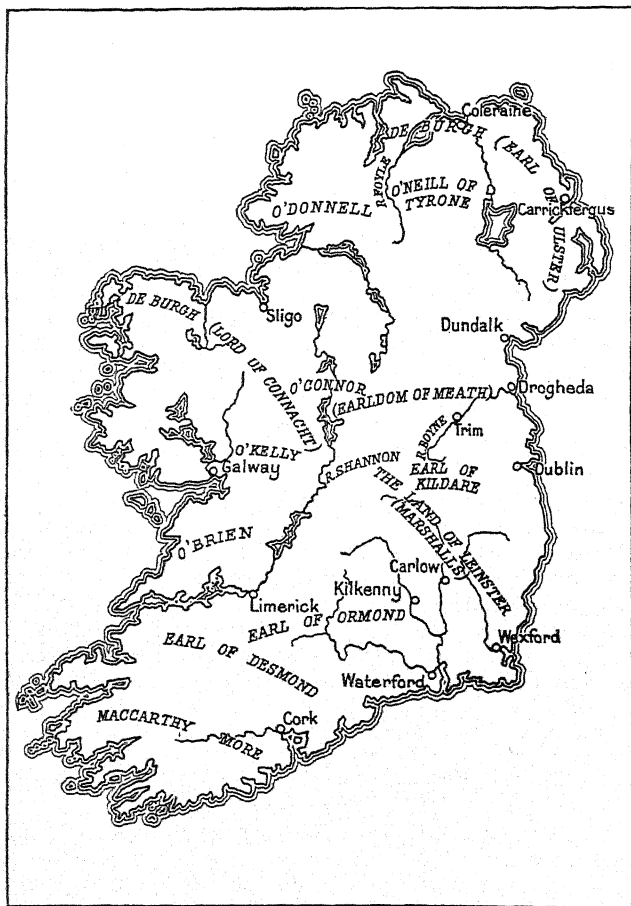 Coleraine
DE BURGH (EARL OF ULSTER)
R.FOYLE
O'NEILL OF
TYRONE
Carrickfergus
O'DONNELL
DE BURGH (LORD OF CONNACHT)
Sligo
Dundalk
O'CONNOR
(EARLDOM OF MEATH)
Drogheda
R.BOYNE
Trim
O'KELLY
Galway
R.SHANNON
EARL OF
KILDARE
Dublin
THE LAND OF LEINSTER
(MARSHALLS)
O'BRIEN
Carlow
Kilkenny
Limerick
EARL OF ORMOND
Wexford
EARL OF DESMOND
Waterford
MACCARTHY MORE
Cork